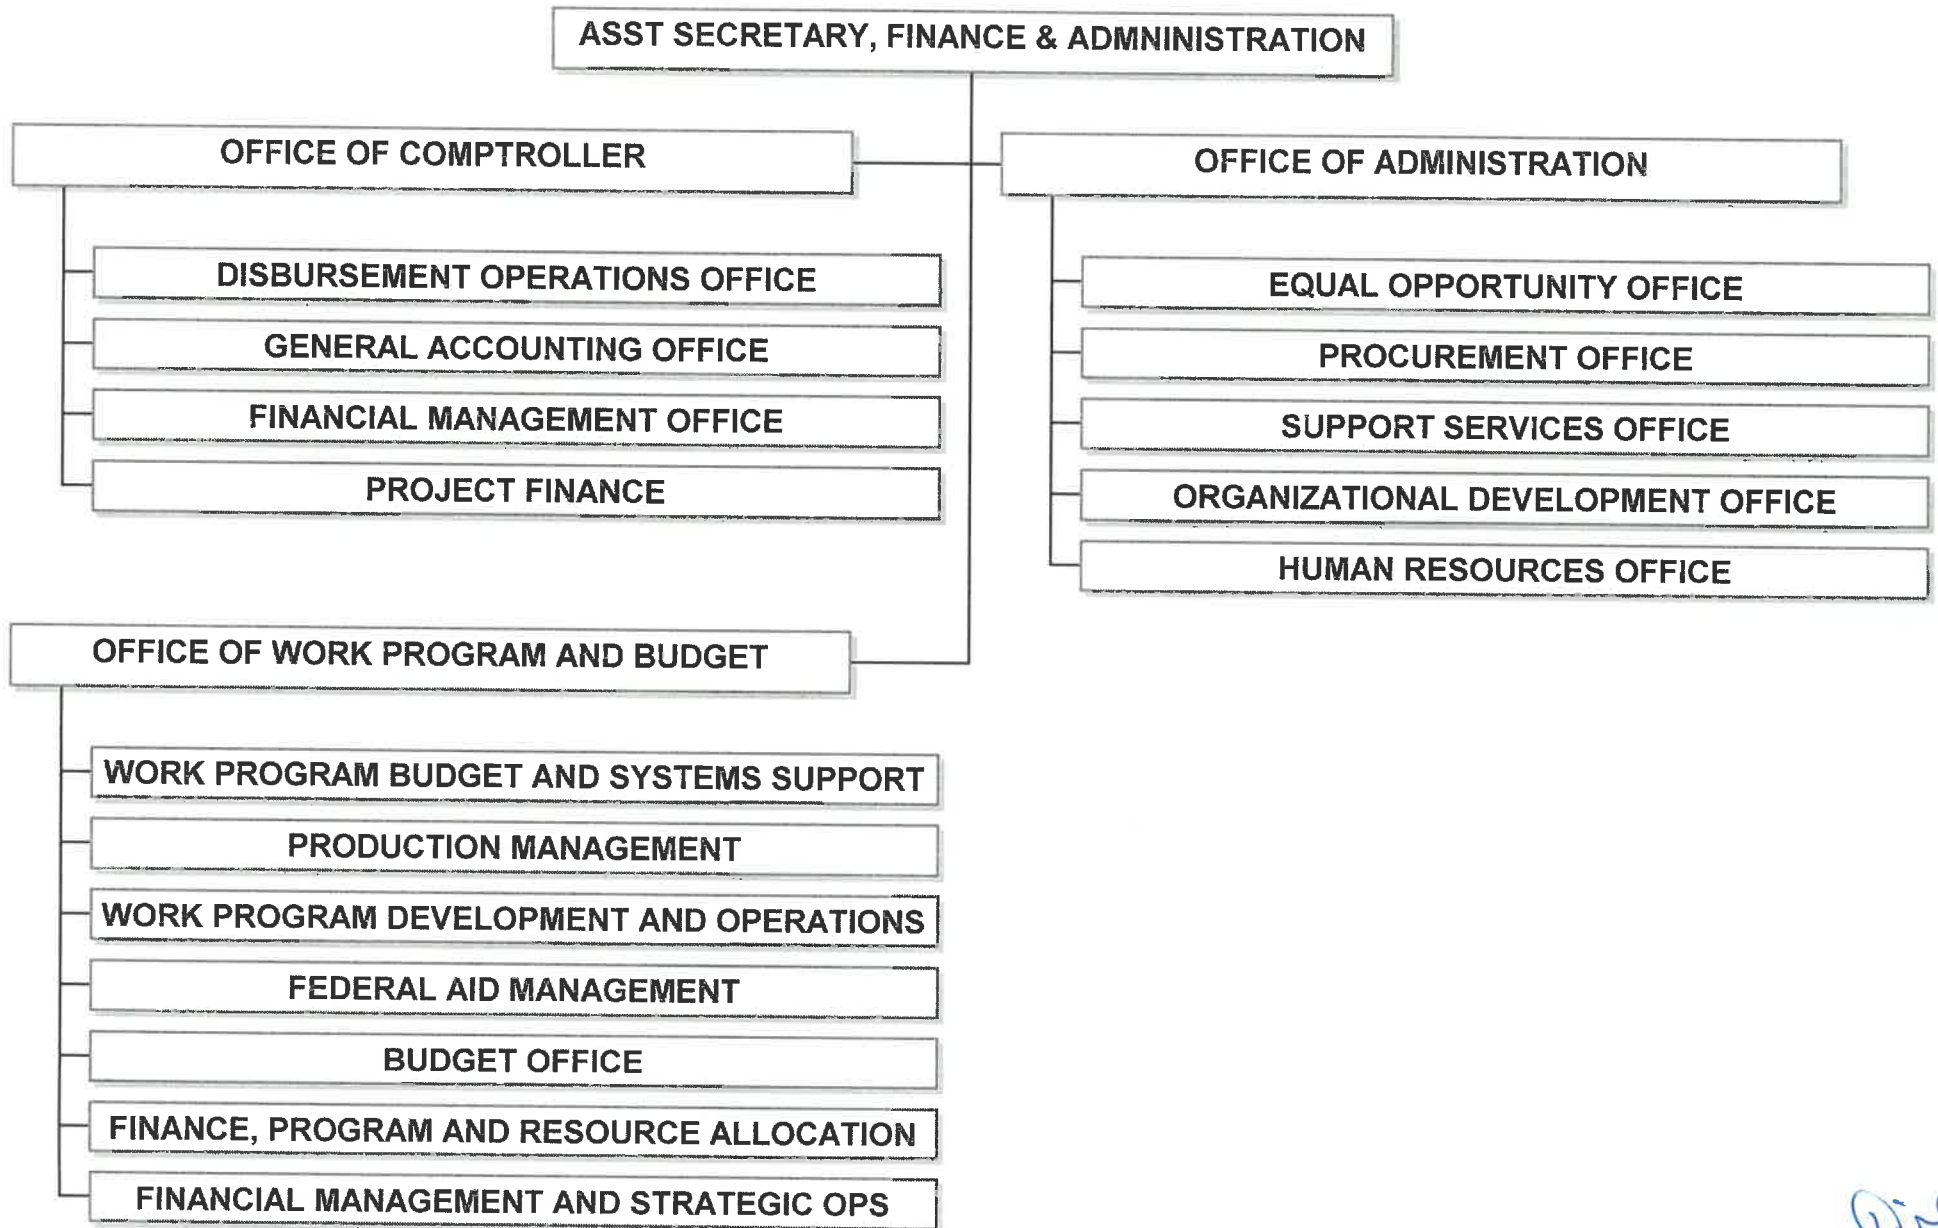 ASST SECRETARY, FINANCE & ADMNINISTRATION
OFFICE OF COMPTROLLER
DISBURSEMENT OPERATIONS OFFICE
GENERAL ACCOUNTING OFFICE
FINANCIAL MANAGEMENT OFFICE
PROJECT FINANCE
OFFICE OF ADMINISTRATION
EQUAL OPPORTUNITY OFFICE
PROCUREMENT OFFICE
SUPPORT SERVICES OFFICE
ORGANIZATIONAL DEVELOPMENT OFFICE
HUMAN RESOURCES OFFICE
OFFICE OF WORK PROGRAM AND BUDGET
WORK PROGRAM BUDGET AND SYSTEMS SUPPORT
PRODUCTION MANAGEMENT
WORK PROGRAM DEVELOPMENT AND OPERATIONS
FEDERAL AID MANAGEMENT
BUDGET OFFICE
FINANCE, PROGRAM AND RESOURCE ALLOCATION
FINANCIAL MANAGEMENT AND STRATEGIC OPS